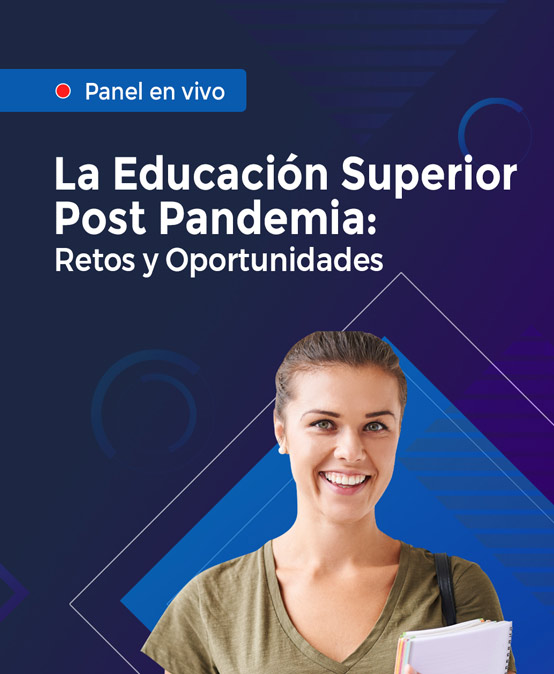 Panel en vivo
La Educación Superior
Post Pandemia:
Retos y Oportunidades